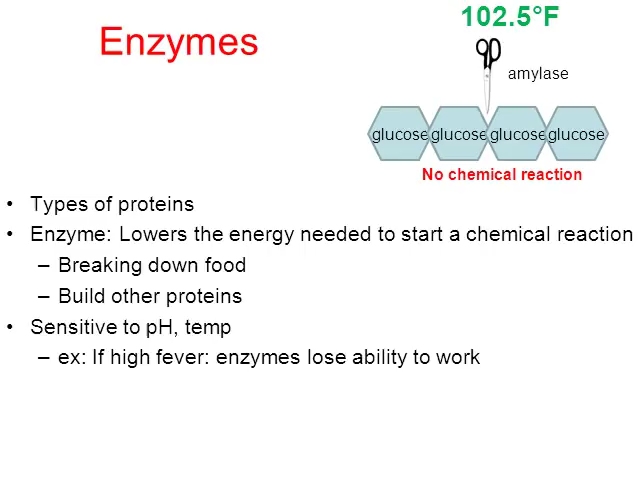 Enzymes
102.5°F
amylase
glucose glucose glucose glucose
No chemical reaction
• Types of proteins
• Enzyme: Lowers the energy needed to start a chemical reaction
– Breaking down food
– Build other proteins
• Sensitive to pH, temp
– ex: If high fever: enzymes lose ability to work